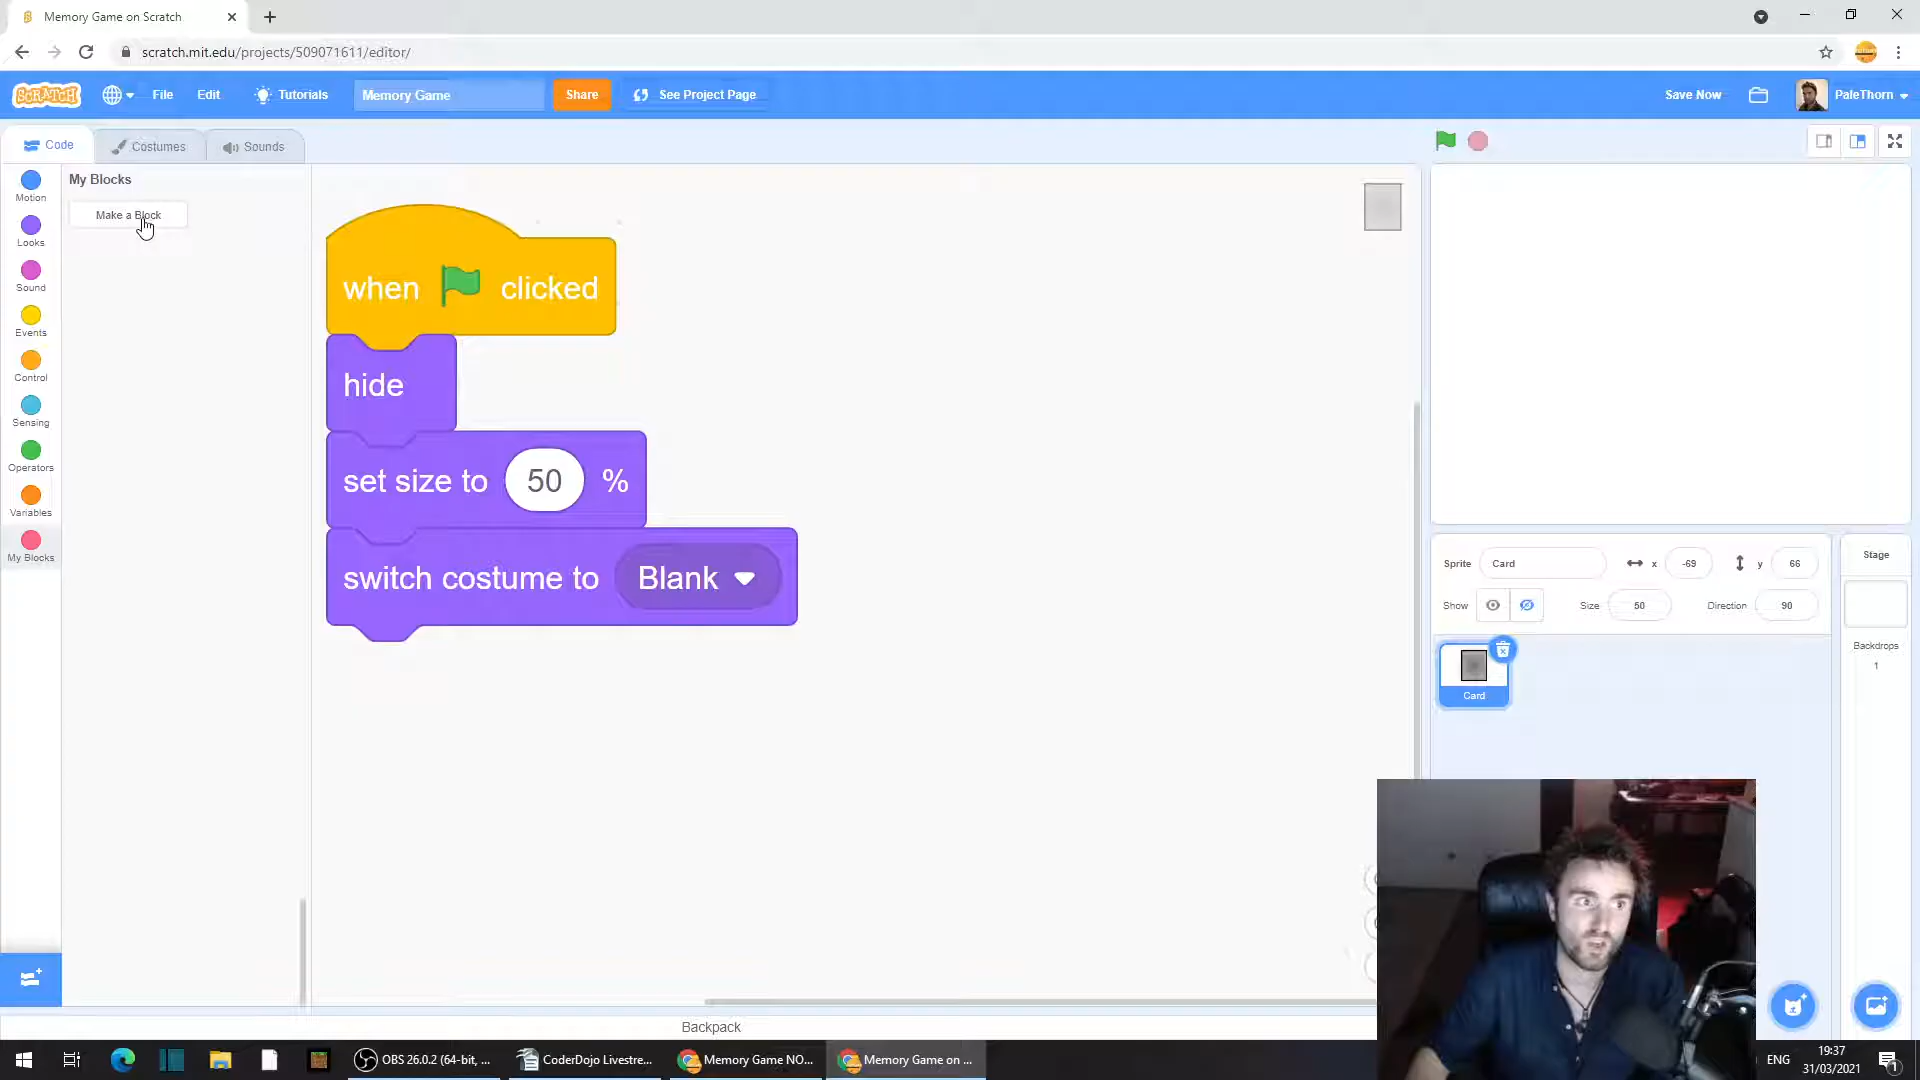 Memory Game on Scratch
scratch.mit.edu/projects/509071611/editor/
SCRATCH
File
Edit
Tutorials
Memory Game
Share
See Project Page
Save Now
PaleThorn
Code
Costumes
Sounds
Motion
Looks
Sound
Events
Control
Sensing
Operators
Variables
My Blocks
My Blocks
Make a Block
when clicked
hide
set size to 50 %
switch costume to Blank
Sprite Card x -69 y 66
Show Size 50 Direction 90
Card
Stage
Backdrops
1
Backpack
OBS 26.0.2 (64-bit, ...
CoderDojo Livestre...
Memory Game NO...
Memory Game on ...
ENG
19:37
31/03/2021
1